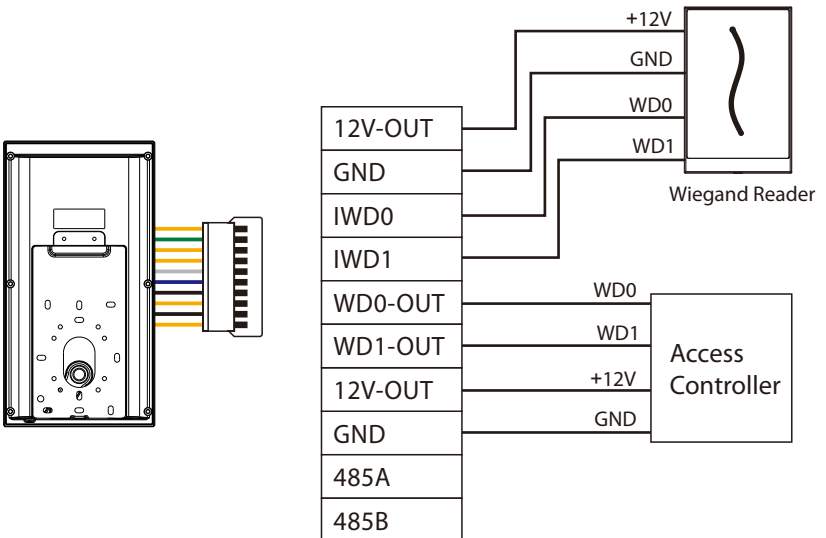 +12V
GND
WD0
WD1
Wiegand Reader
12V-OUT
GND
IWD0
IWD1
WD0-OUT
WD1-OUT
12V-OUT
GND
485A
485B
WD0
WD1
+12V
GND
Access
Controller